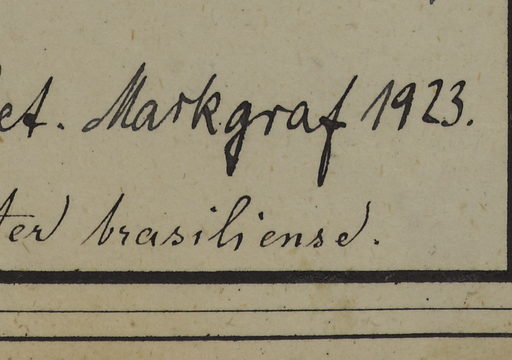 et. Markgraf 1923.
ter brasiliense.